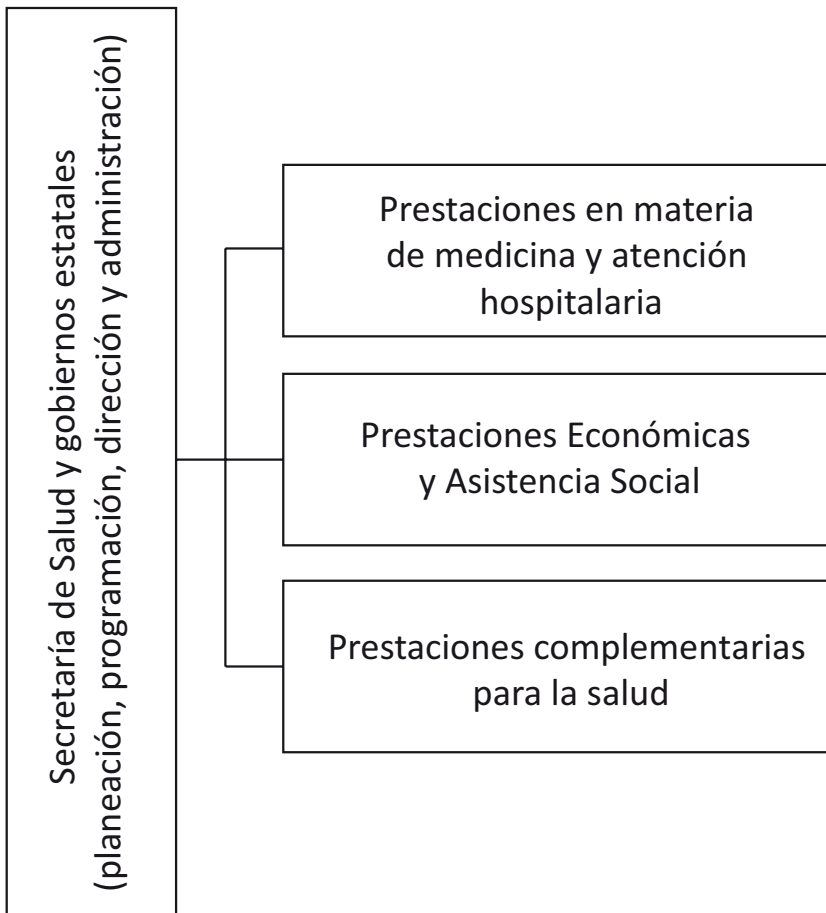 Secretaría de Salud y gobiernos estatales
(planeación, programación, dirección y administración)
Prestaciones en materia
de medicina y atención
hospitalaria
Prestaciones Económicas
y Asistencia Social
Prestaciones complementarias
para la salud